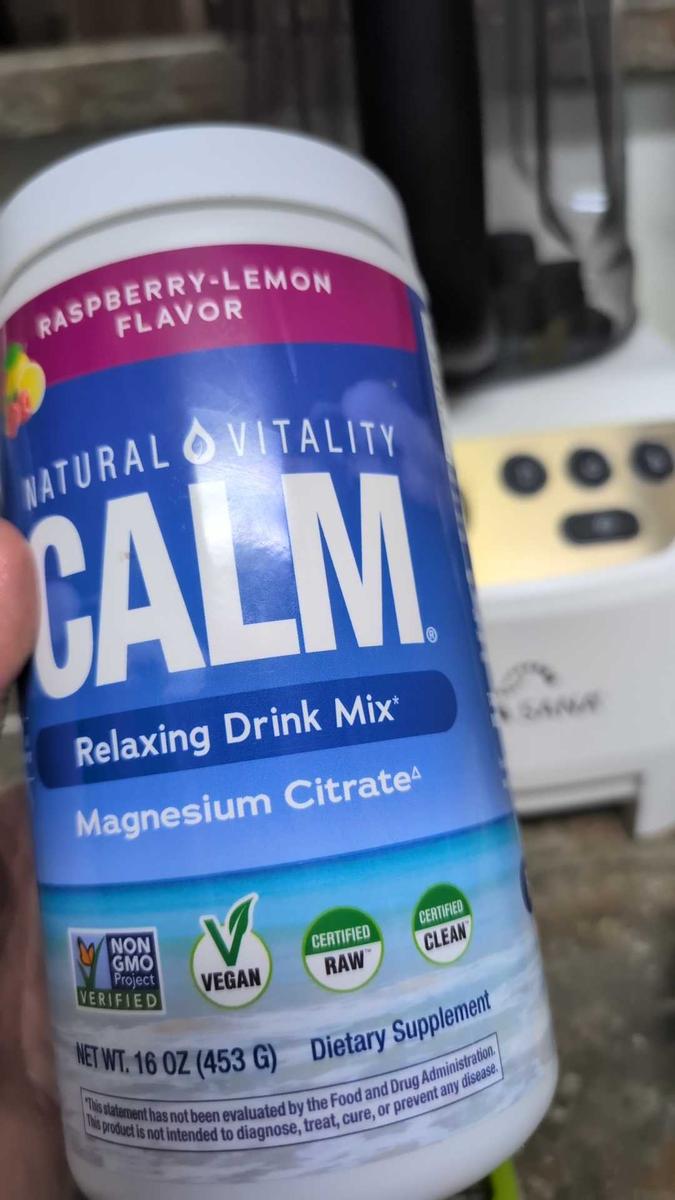 RASPBERRY-LEMON
FLAVOR
NATURAL VITALITY
CALM®
Relaxing Drink Mix*
Magnesium CitrateΔ
NON
GMO
Project
VERIFIED
VEGAN
CERTIFIED
RAW™
CERTIFIED
CLEAN™
NET WT. 16 OZ (453 G) Dietary Supplement
*This statement has not been evaluated by the Food and Drug Administration.
This product is not intended to diagnose, treat, cure, or prevent any disease.
SANA